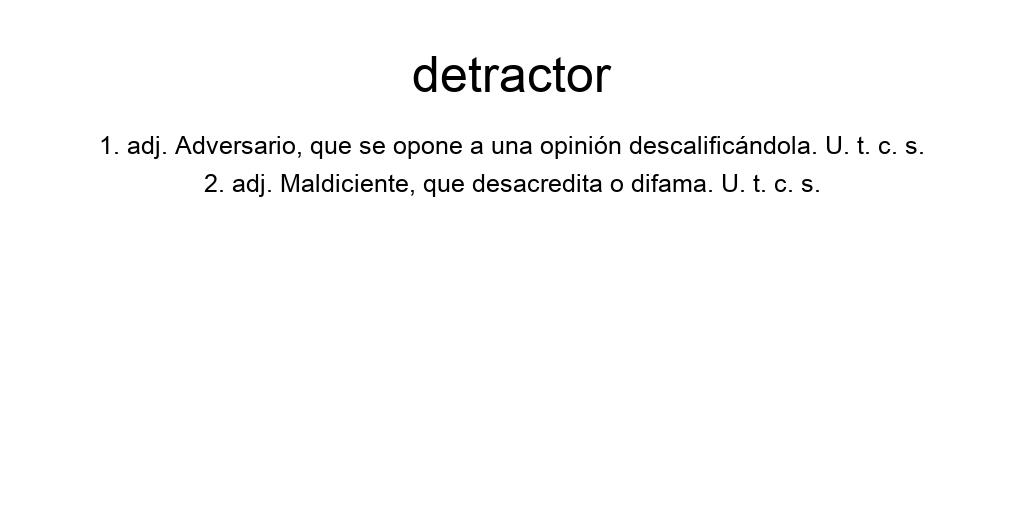 detractor
1. adj. Adversario, que se opone a una opinión descalificándola. U. t. c. s.
2. adj. Maldiciente, que desacredita o difama. U. t. c. s.